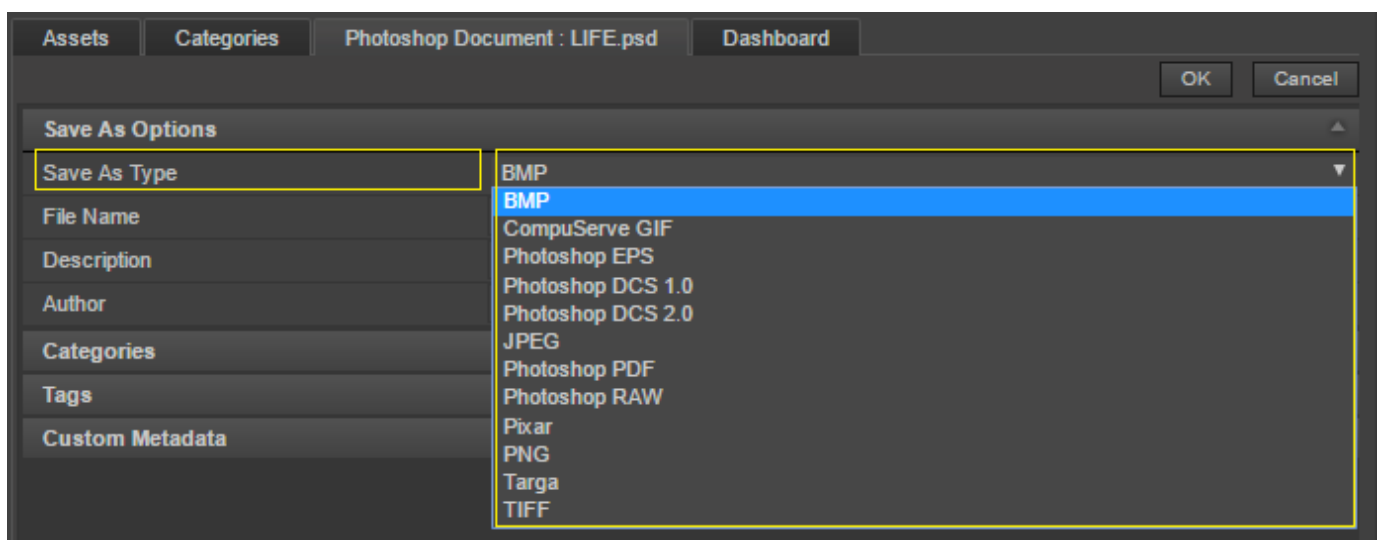 Assets Categories Photoshop Document : LIFE.psd Dashboard
OK Cancel
Save As Options
Save As Type BMP
BMP
File Name
CompuServe GIF
Photoshop EPS
Description
Photoshop DCS 1.0
Author
Photoshop DCS 2.0
JPEG
Categories
Photoshop PDF
Tags
Photoshop RAW
Pixar
Custom Metadata
PNG
Targa
TIFF